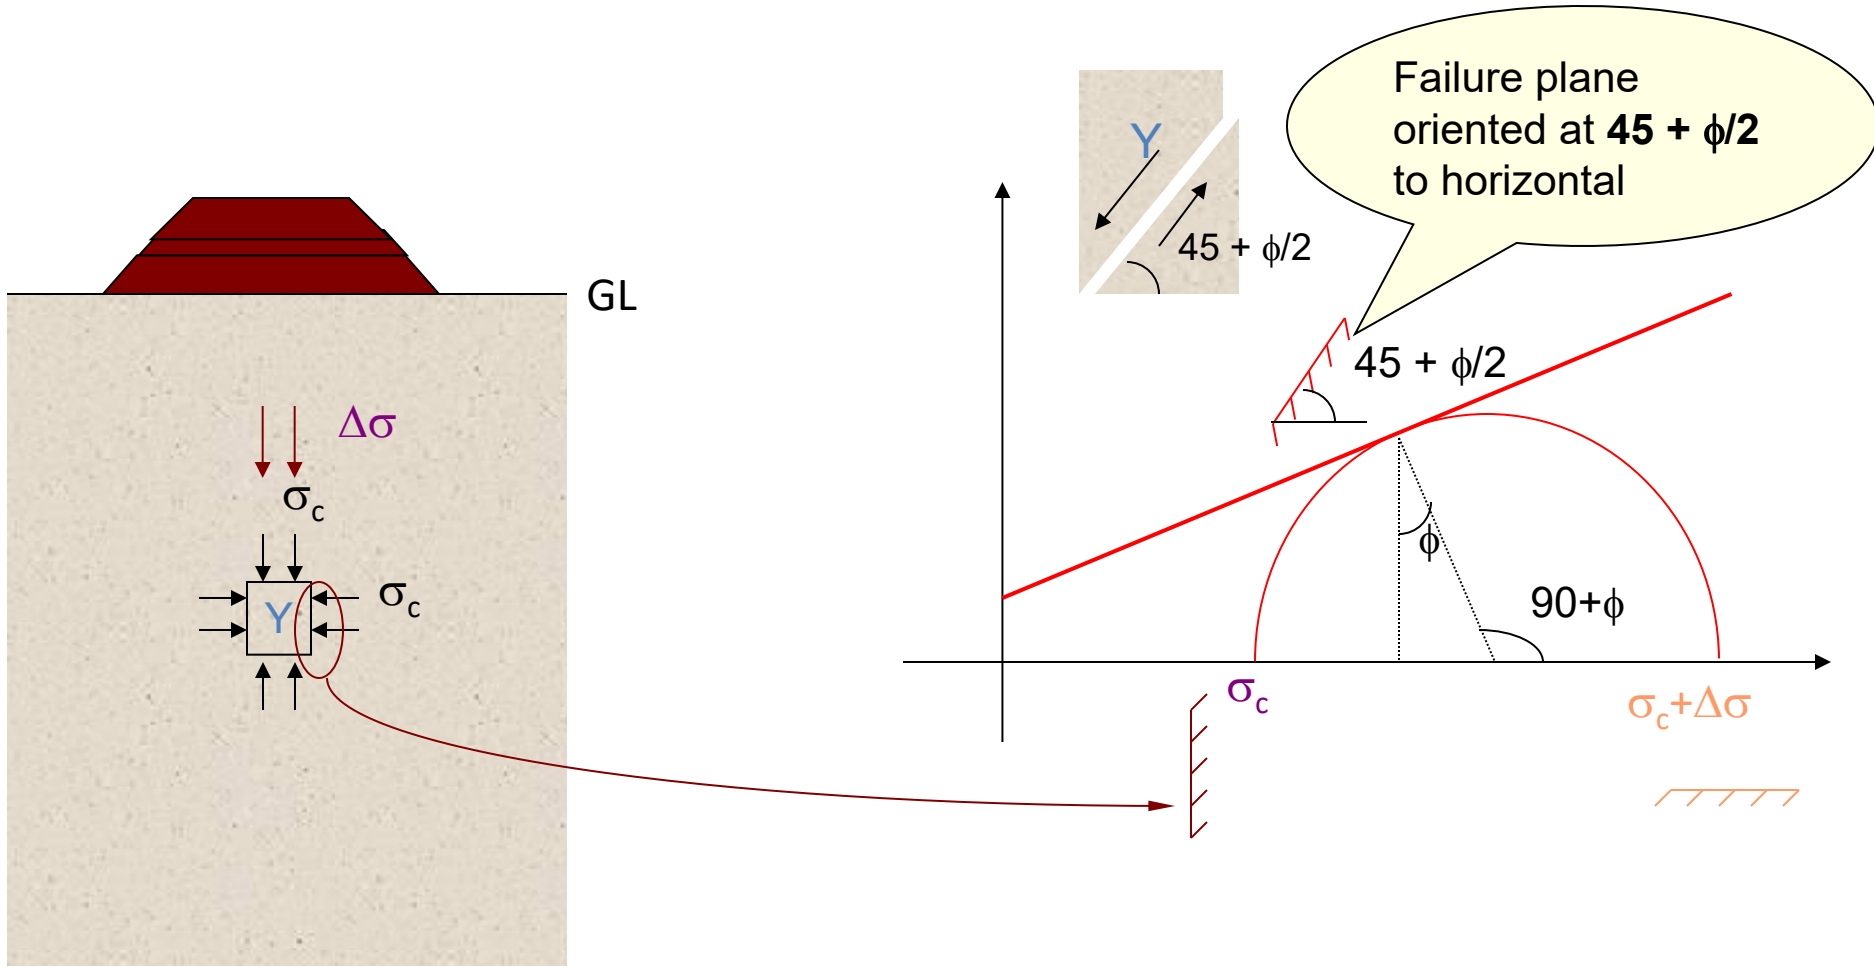 GL
Δσ
σc
Y
σc
Y
45 + ϕ/2
Failure plane
oriented at 45 + ϕ/2
to horizontal
45 + ϕ/2
ϕ
90+ϕ
σc
σc+Δσ